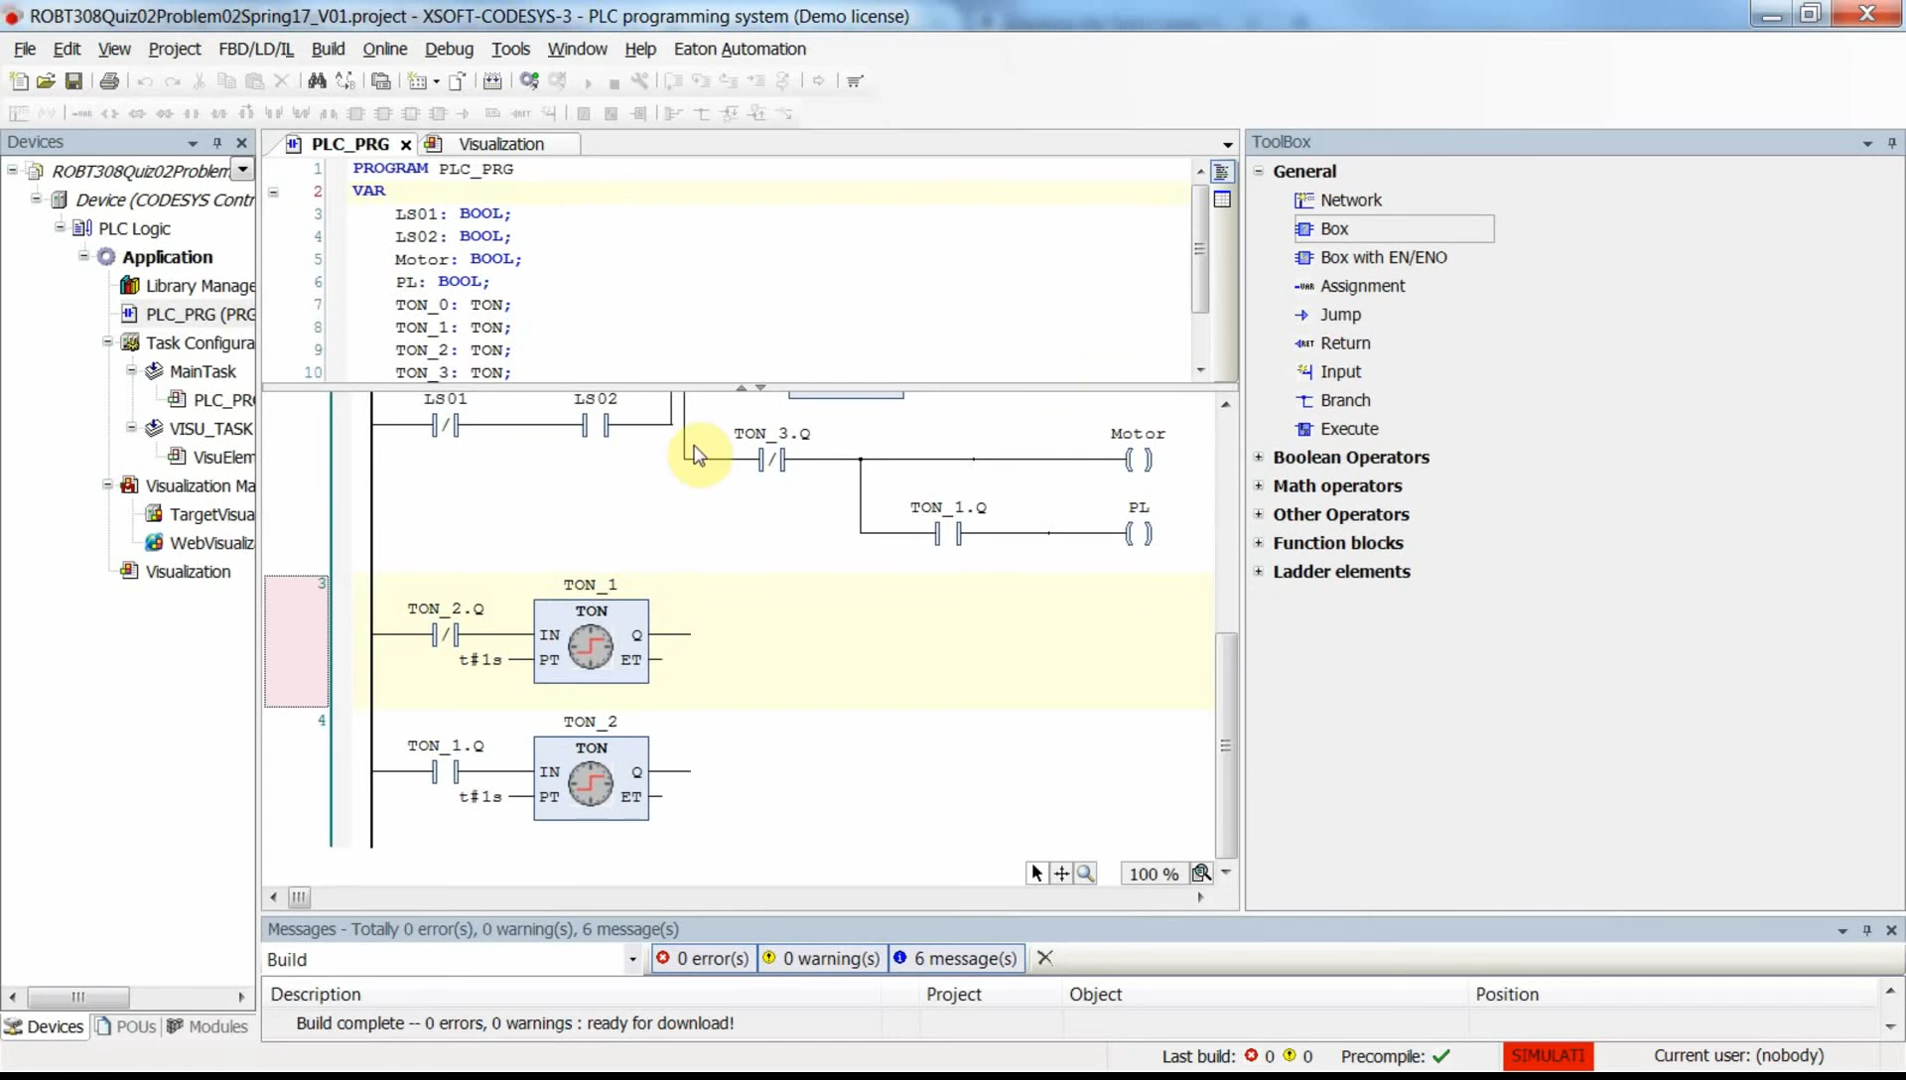 ROBT308Quiz02Problem02Spring17_V01.project - XSOFT-CODESYS-3 - PLC programming system (Demo license)
File Edit View Project FBD/LD/IL Build Online Debug Tools Window Help Eaton Automation
Devices
ROBT308Quiz02Problem
Device (CODESYS Contr
PLC Logic
Application
Library Manage
PLC_PRG (PRG
Task Configura
MainTask
PLC_PR
VISU_TASK
VisuElem
Visualization Ma
TargetVisua
WebVisualiz
Visualization
Devices POUs Modules
PLC_PRG Visualization
1 PROGRAM PLC_PRG
2 VAR
3 LS01: BOOL;
4 LS02: BOOL;
5 Motor: BOOL;
6 PL: BOOL;
7 TON_0: TON;
8 TON_1: TON;
9 TON_2: TON;
10 TON_3: TON;
LS01 LS02
TON_3.Q Motor
TON_1.Q PL
3
TON_1
TON_2.Q TON
IN Q
t#1s PT ET
4
TON_2
TON_1.Q TON
IN Q
t#1s PT ET
100 %
ToolBox
General
Network
Box
Box with EN/ENO
Assignment
Jump
Return
Input
Branch
Execute
Boolean Operators
Math operators
Other Operators
Function blocks
Ladder elements
Messages - Totally 0 error(s), 0 warning(s), 6 message(s)
Build 0 error(s) 0 warning(s) 6 message(s)
Description Project Object Position
Build complete -- 0 errors, 0 warnings : ready for download!
Last build: 0 0 Precompile: SIMULATI Current user: (nobody)